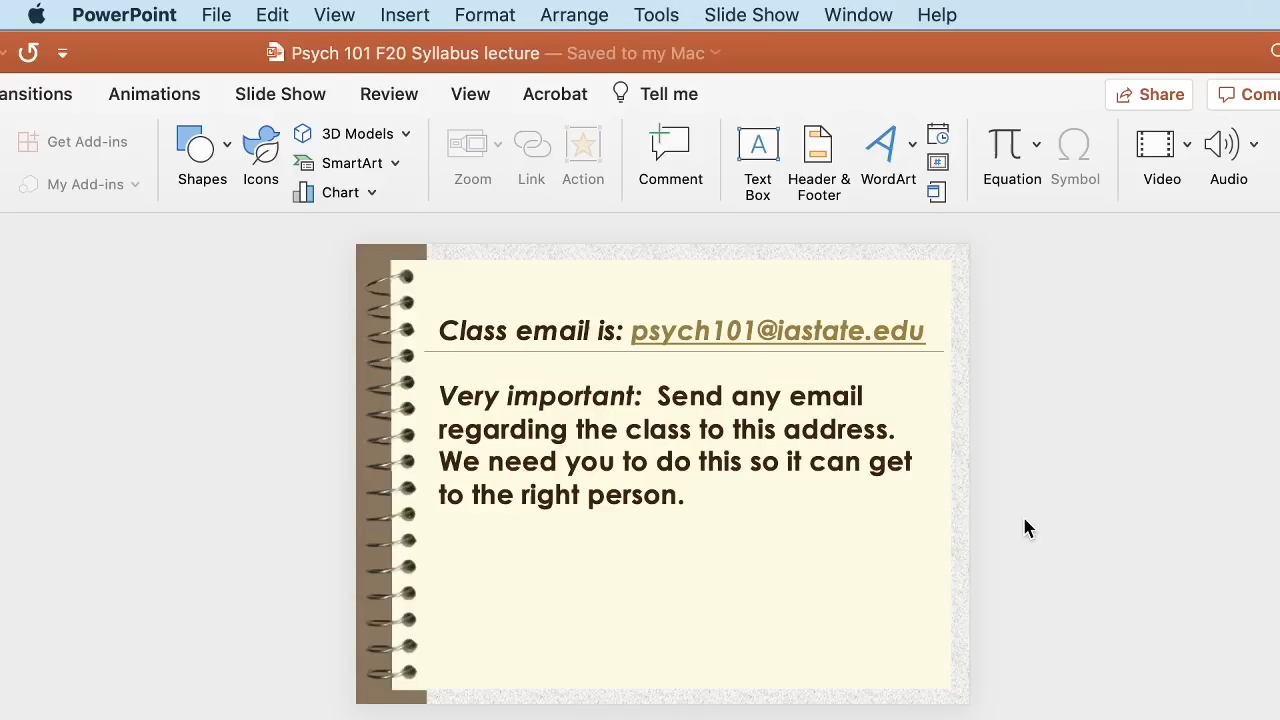 PowerPoint File Edit View Insert Format Arrange Tools Slide Show Window Help
Psych 101 F20 Syllabus lecture — Saved to my Mac
ansitions Animations Slide Show Review View Acrobat Tell me Share Comm
Get Add-ins
My Add-ins
Shapes
Icons
3D Models
SmartArt
Chart
Zoom
Link
Action
Comment
Text
Box
Header &
Footer
WordArt
Equation
Symbol
Video
Audio
Class email is: psych101@iastate.edu
Very important: Send any email
regarding the class to this address.
We need you to do this so it can get
to the right person.